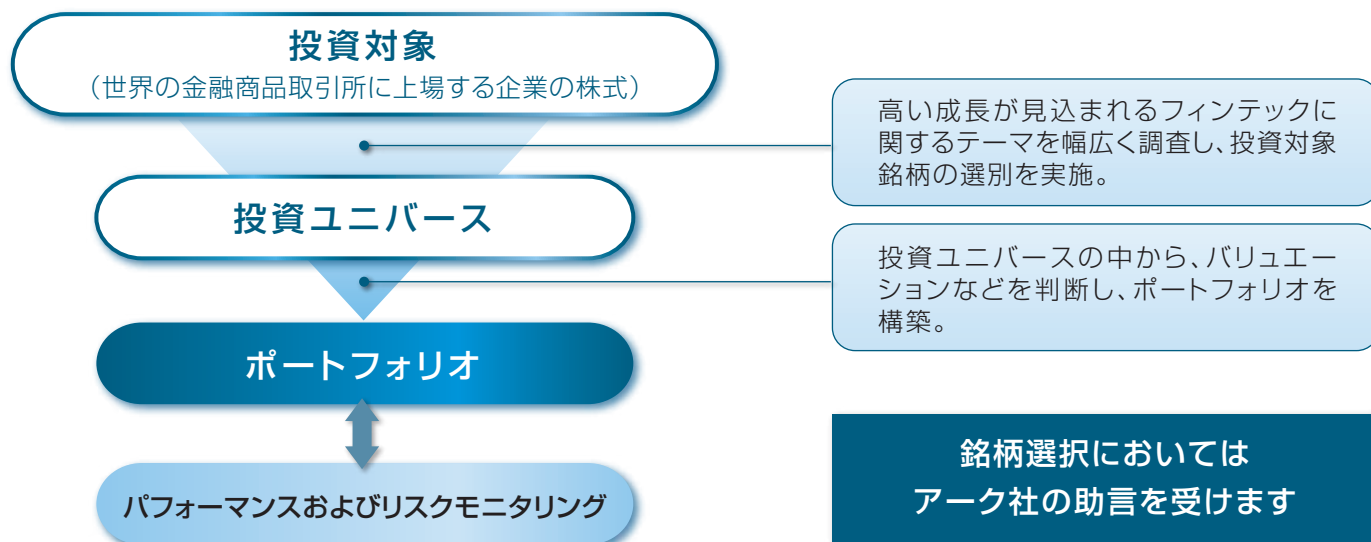 投資対象
（世界の金融商品取引所に上場する企業の株式）
高い成長が見込まれるフィンテックに
関するテーマを幅広く調査し、投資対象
銘柄の選別を実施。
投資ユニバース
投資ユニバースの中から、バリュエー
ションなどを判断し、ポートフォリオを
構築。
ポートフォリオ
パフォーマンスおよびリスクモニタリング
銘柄選択においては
アーク社の助言を受けます